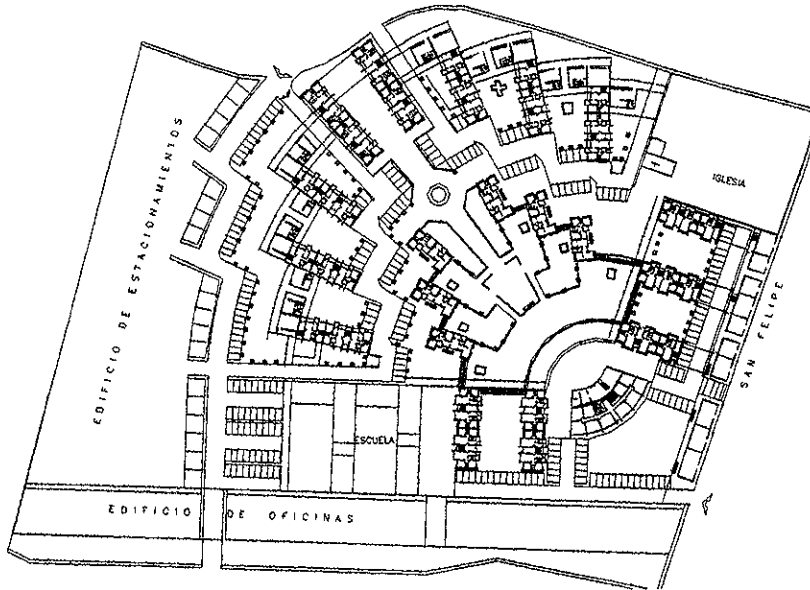 EDIFICIO DE ESTACIONAMIENTOS
IGLESIA
SAN FELIPE
ESCUELA
EDIFICIO DE OFICINAS